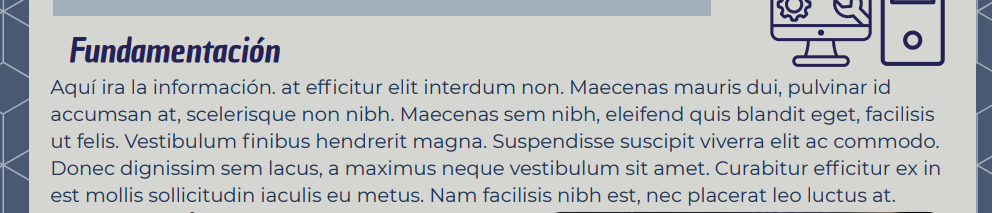 Fundamentación
Aquí ira la información. at efficitur elit interdum non. Maecenas mauris dui, pulvinar id
accumsan at, scelerisque non nibh. Maecenas sem nibh, eleifend quis blandit eget, facilisis
ut felis. Vestibulum finibus hendrerit magna. Suspendisse suscipit viverra elit ac commodo.
Donec dignissim sem lacus, a maximus neque vestibulum sit amet. Curabitur efficitur ex in
est mollis sollicitudin iaculis eu metus. Nam facilisis nibh est, nec placerat leo luctus at.